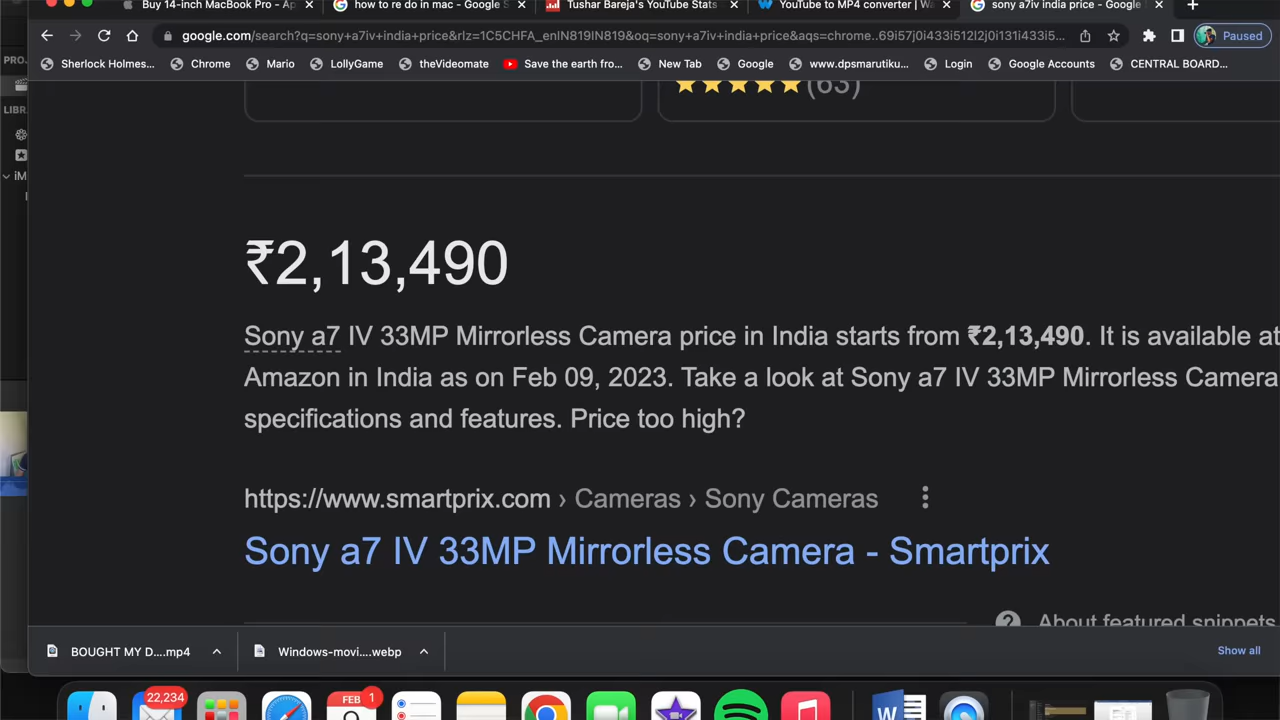 Buy 14-inch MacBook Pro - Ap
how to re do in mac - Google S
Tushar Bareja's YouTube Stats
YouTube to MP4 converter | Wa
sony a7iv india price - Google
google.com/search?q=sony+a7iv+india+price&rlz=1C5CHFA_enIN819IN819&oq=sony+a7iv+india+price&aqs=chrome..69i57j0i433i512l2j0i131i433i5...
Paused
Sherlock Holmes...
Chrome
Mario
LollyGame
theVideomate
Save the earth fro...
New Tab
Google
www.dpsmarutiku...
Login
Google Accounts
CENTRAL BOARD...
PROJ
LIBR
iM
(63)
₹2,13,490
Sony a7 IV 33MP Mirrorless Camera price in India starts from ₹2,13,490. It is available at
Amazon in India as on Feb 09, 2023. Take a look at Sony a7 IV 33MP Mirrorless Camera
specifications and features. Price too high?
https://www.smartprix.com › Cameras › Sony Cameras
Sony a7 IV 33MP Mirrorless Camera - Smartprix
About featured snippets
BOUGHT MY D....mp4
Windows-movi....webp
Show all
22,234
FEB
1
W